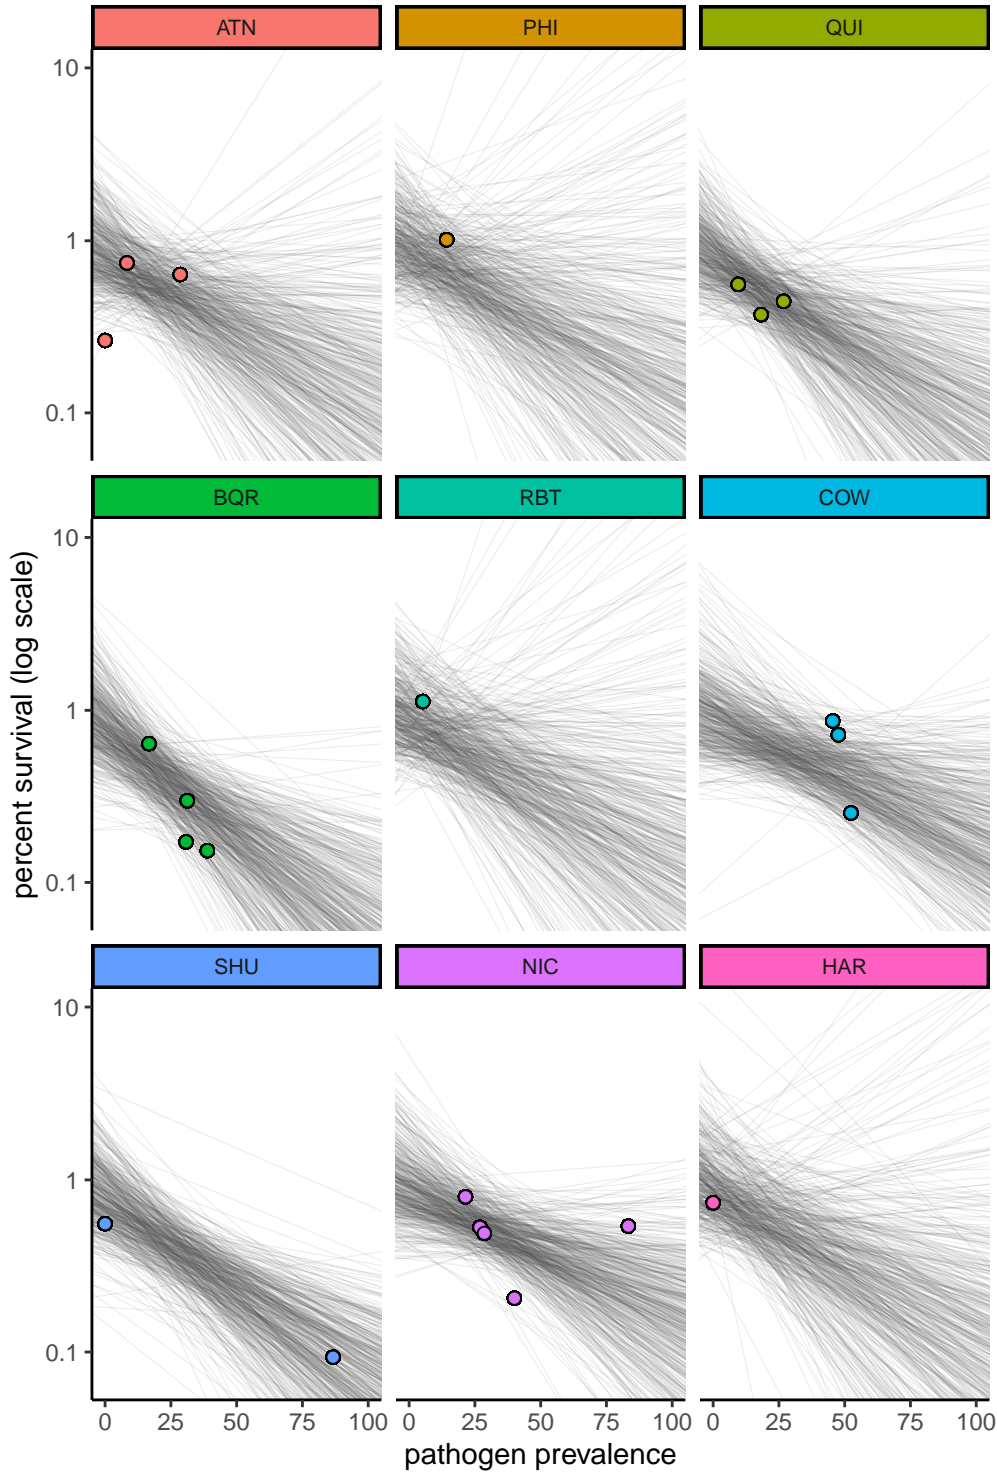 ATN PHI QUI
10
1
0.1
BQR RBT COW
10
1
0.1
percent survival (log scale)
SHU NIC HAR
10
1
0.1
0 25 50 75 100 0 25 50 75 100 0 25 50 75 100
pathogen prevalence